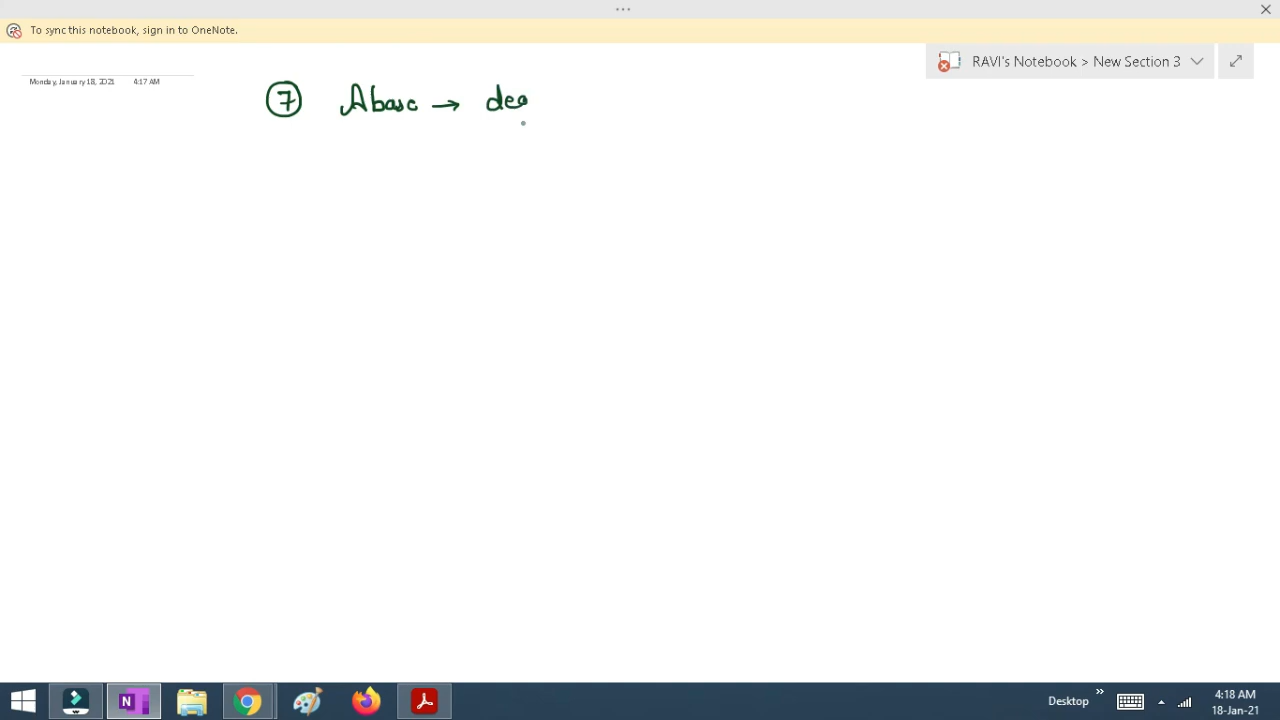 To sync this notebook, sign in to OneNote.
RAVI's Notebook > New Section 3
Monday, January 18, 2021 4:17 AM
7 Abase → deg
Desktop
4:18 AM
18-Jan-21